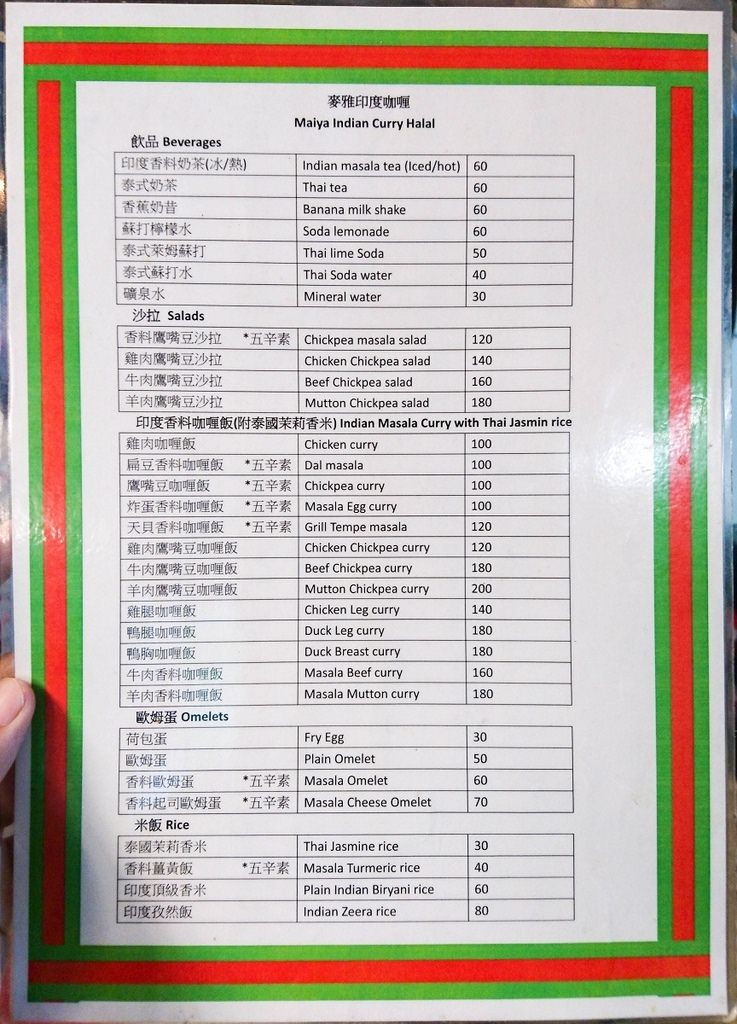 麥雅印度咖喱
Maiya Indian Curry Halal
飲品 Beverages
印度香料奶茶(冰/熱) Indian masala tea (Iced/hot) 60
泰式奶茶 Thai tea 60
香蕉奶昔 Banana milk shake 60
蘇打檸檬水 Soda lemonade 60
泰式萊姆蘇打 Thai lime Soda 50
泰式蘇打水 Thai Soda water 40
礦泉水 Mineral water 30
沙拉 Salads
香料鷹嘴豆沙拉 *五辛素 Chickpea masala salad 120
雞肉鷹嘴豆沙拉 Chicken Chickpea salad 140
牛肉鷹嘴豆沙拉 Beef Chickpea salad 160
羊肉鷹嘴豆沙拉 Mutton Chickpea salad 180
印度香料咖喱飯(附泰國茉莉香米) Indian Masala Curry with Thai Jasmin rice
雞肉咖喱飯 Chicken curry 100
扁豆香料咖喱飯 *五辛素 Dal masala 100
鷹嘴豆咖喱飯 *五辛素 Chickpea curry 100
炸蛋香料咖喱飯 *五辛素 Masala Egg curry 100
天貝香料咖喱飯 *五辛素 Grill Tempe masala 120
雞肉鷹嘴豆咖喱飯 Chicken Chickpea curry 120
牛肉鷹嘴豆咖喱飯 Beef Chickpea curry 180
羊肉鷹嘴豆咖喱飯 Mutton Chickpea curry 200
雞腿咖喱飯 Chicken Leg curry 140
鴨腿咖喱飯 Duck Leg curry 180
鴨胸咖喱飯 Duck Breast curry 180
牛肉香料咖喱飯 Masala Beef curry 160
羊肉香料咖喱飯 Masala Mutton curry 180
歐姆蛋 Omelets
荷包蛋 Fry Egg 30
歐姆蛋 Plain Omelet 50
香料歐姆蛋 *五辛素 Masala Omelet 60
香料起司歐姆蛋 *五辛素 Masala Cheese Omelet 70
米飯 Rice
泰國茉莉香米 Thai Jasmine rice 30
香料薑黃飯 *五辛素 Masala Turmeric rice 40
印度頂級香米 Plain Indian Biryani rice 60
印度孜然飯 Indian Zeera rice 80